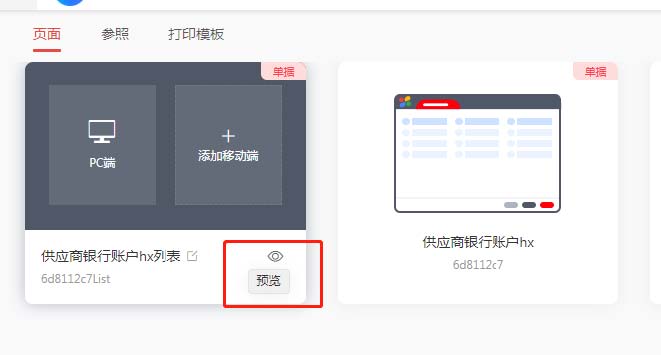 页面 参照 打印模板
单据 单据
PC端 添加移动端
供应商银行账户hx列表
6d8112c7List
预览
供应商银行账户hx
6d8112c7